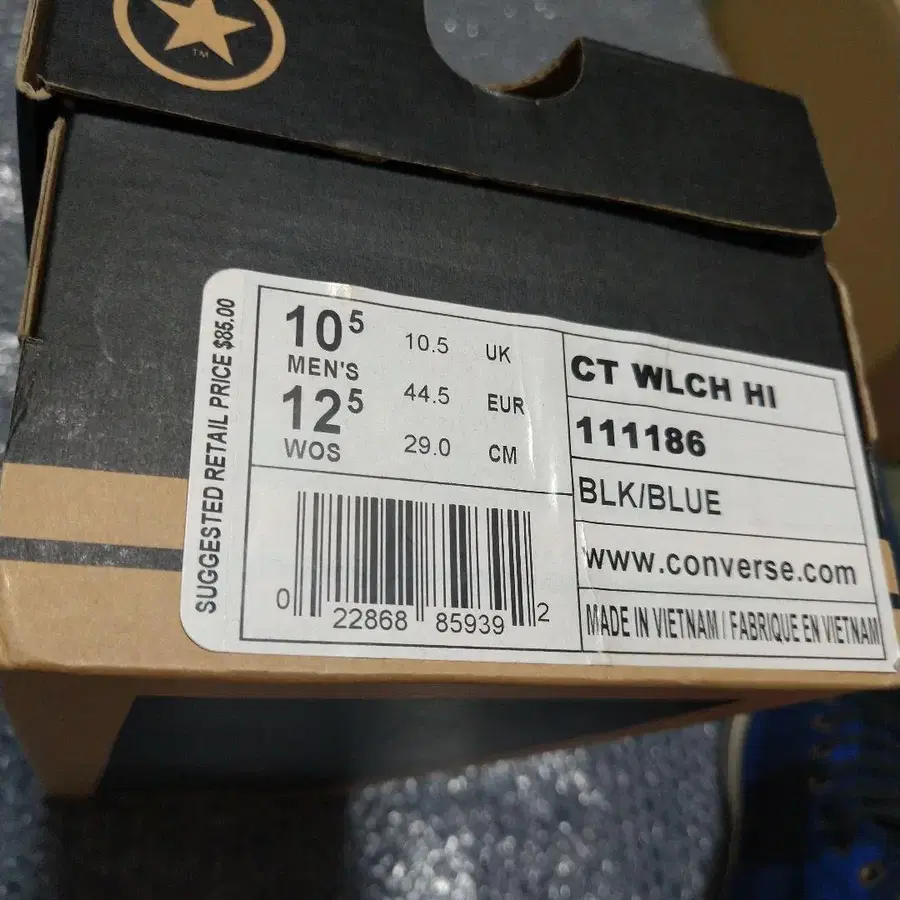 TM
SUGGESTED RETAIL PRICE $85.00
10⁵ 10.5 UK
MEN'S
12⁵ 44.5 EUR
WOS 29.0 CM
CT WLCH HI
111186
BLK/BLUE
www.converse.com
MADE IN VIETNAM / FABRIQUE EN VIETNAM
0 22868 85939 2